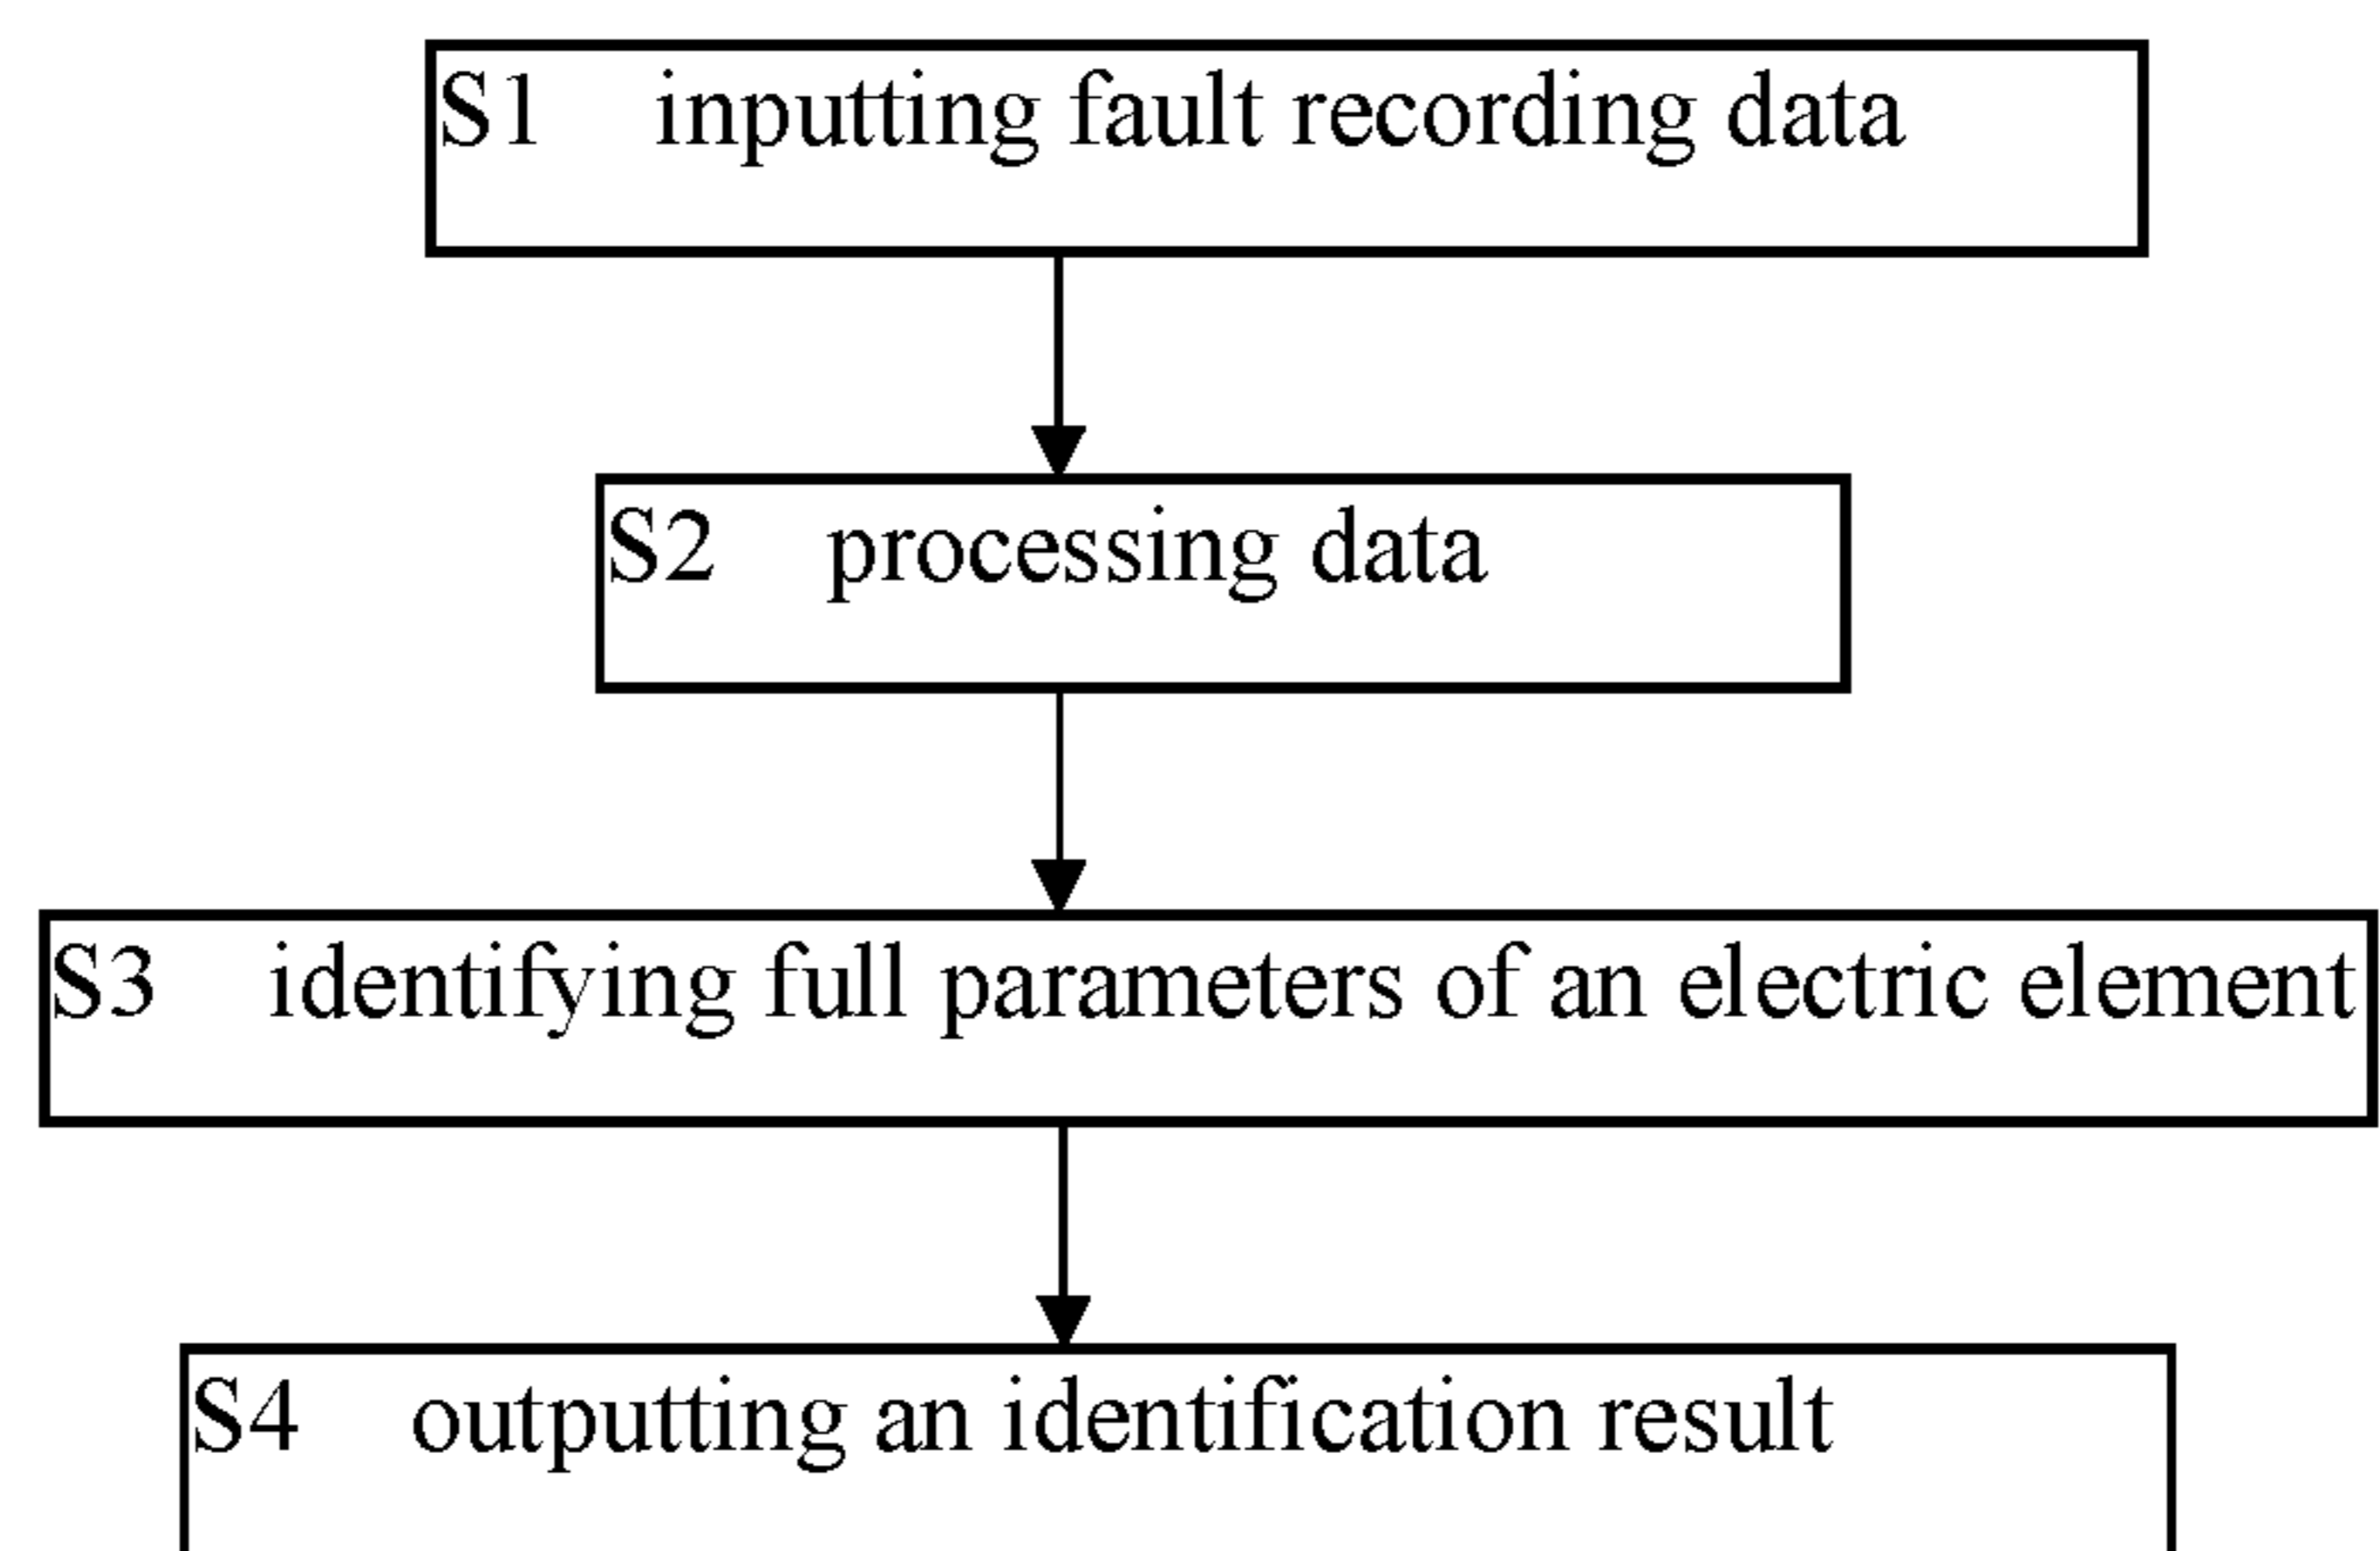 S1 inputting fault recording data
S2 processing data
S3 identifying full parameters of an electric element
S4 outputting an identification result